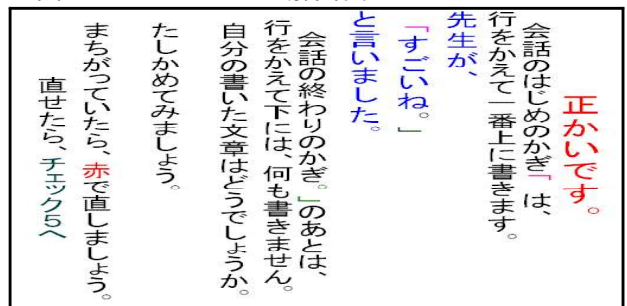 正かいです。
会話のはじめのかぎ「は、
行をかえて一番上に書きます。
先生が、
「すごいね。」
と言いました。
会話の終わりのかぎ。」のあとは、
行をかえて下には、何も書きません。
自分の書いた文章はどうでしょうか。
たしかめてみましょう。
まちがっていたら、赤で直しましょう。
直せたら、チェック5へ